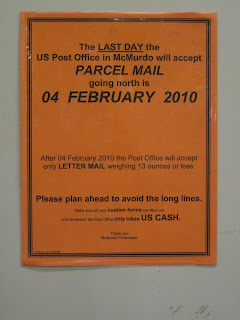 The LAST DAY the
US Post Office in McMurdo will accept
PARCEL MAIL
going north is
04 FEBRUARY 2010
After 04 February 2010 the Post Office will accept
only LETTER MAIL weighing 13 ounces or less.
Please plan ahead to avoid the long lines.
Make sure all your custom forms are filled out
and remember the Post Office only takes US CASH.
Thank you
McMurdo Postmaster